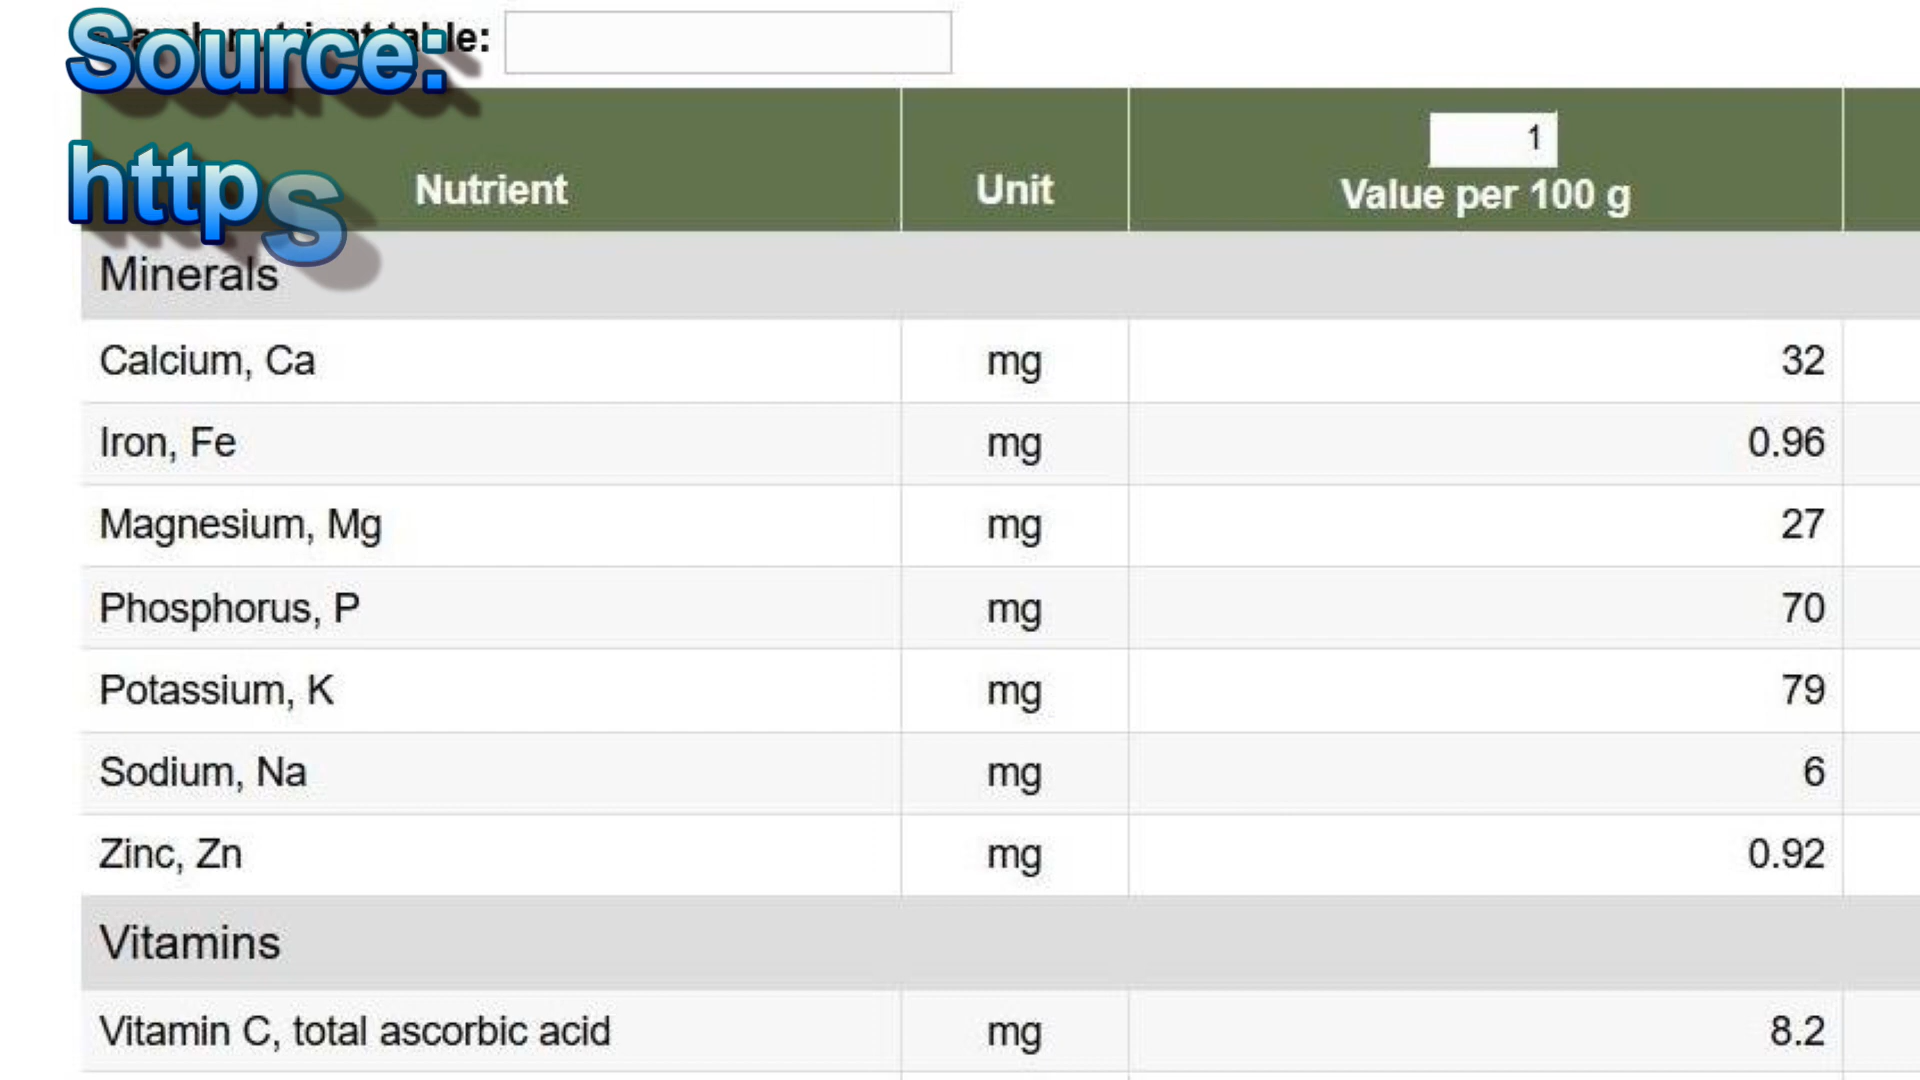 Source:
table:
https
1
Nutrient Unit Value per 100 g
Minerals
Calcium, Ca mg 32
Iron, Fe mg 0.96
Magnesium, Mg mg 27
Phosphorus, P mg 70
Potassium, K mg 79
Sodium, Na mg 6
Zinc, Zn mg 0.92
Vitamins
Vitamin C, total ascorbic acid mg 8.2